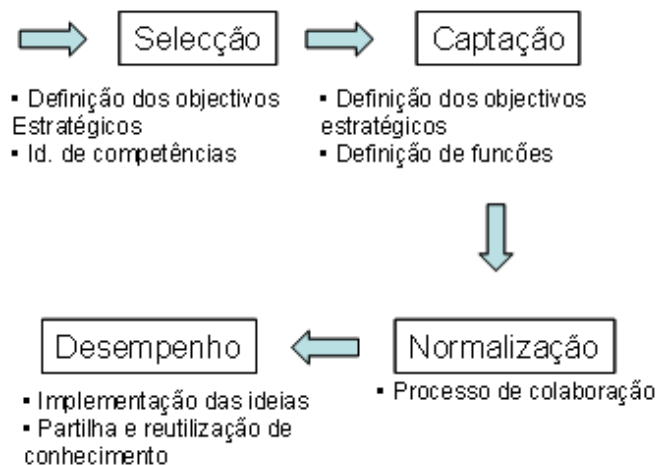 Selecção
▪ Definição dos objectivos
Estratégicos
▪ Id. de competências
Captação
▪ Definição dos objectivos
estratégicos
▪ Definição de funcões
Normalização
▪ Processo de colaboração
Desempenho
▪ Implementação das ideias
▪ Partilha e reutilização de
conhecimento